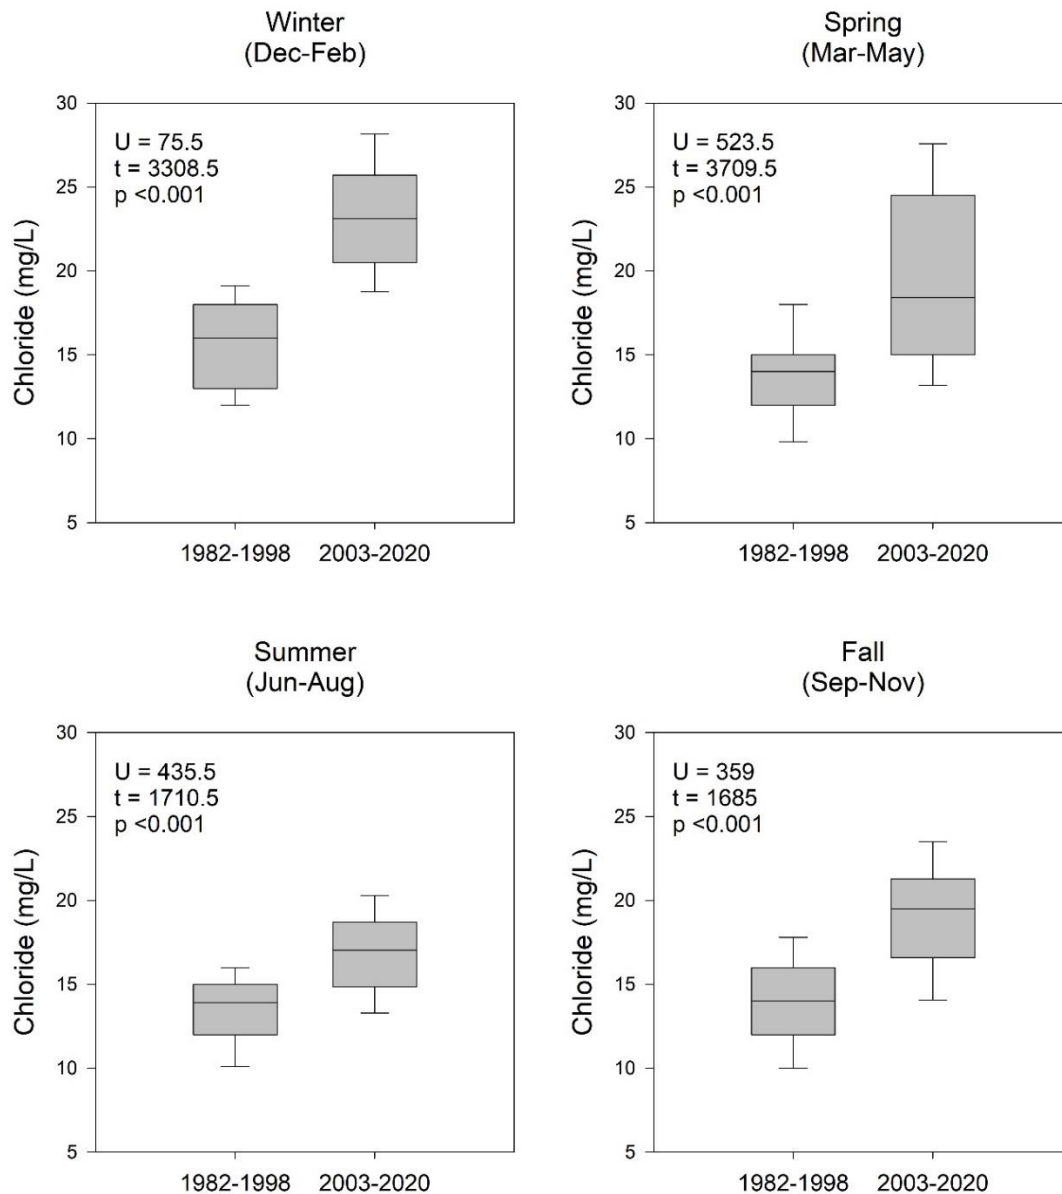 Winter
(Dec-Feb)
Spring
(Mar-May)
U = 75.5
t = 3308.5
p <0.001
Chloride (mg/L)
30
25
20
15
10
5
1982-1998 2003-2020
U = 523.5
t = 3709.5
p <0.001
Chloride (mg/L)
30
25
20
15
10
5
1982-1998 2003-2020
Summer
(Jun-Aug)
Fall
(Sep-Nov)
U = 435.5
t = 1710.5
p <0.001
Chloride (mg/L)
30
25
20
15
10
5
1982-1998 2003-2020
U = 359
t = 1685
p <0.001
Chloride (mg/L)
30
25
20
15
10
5
1982-1998 2003-2020